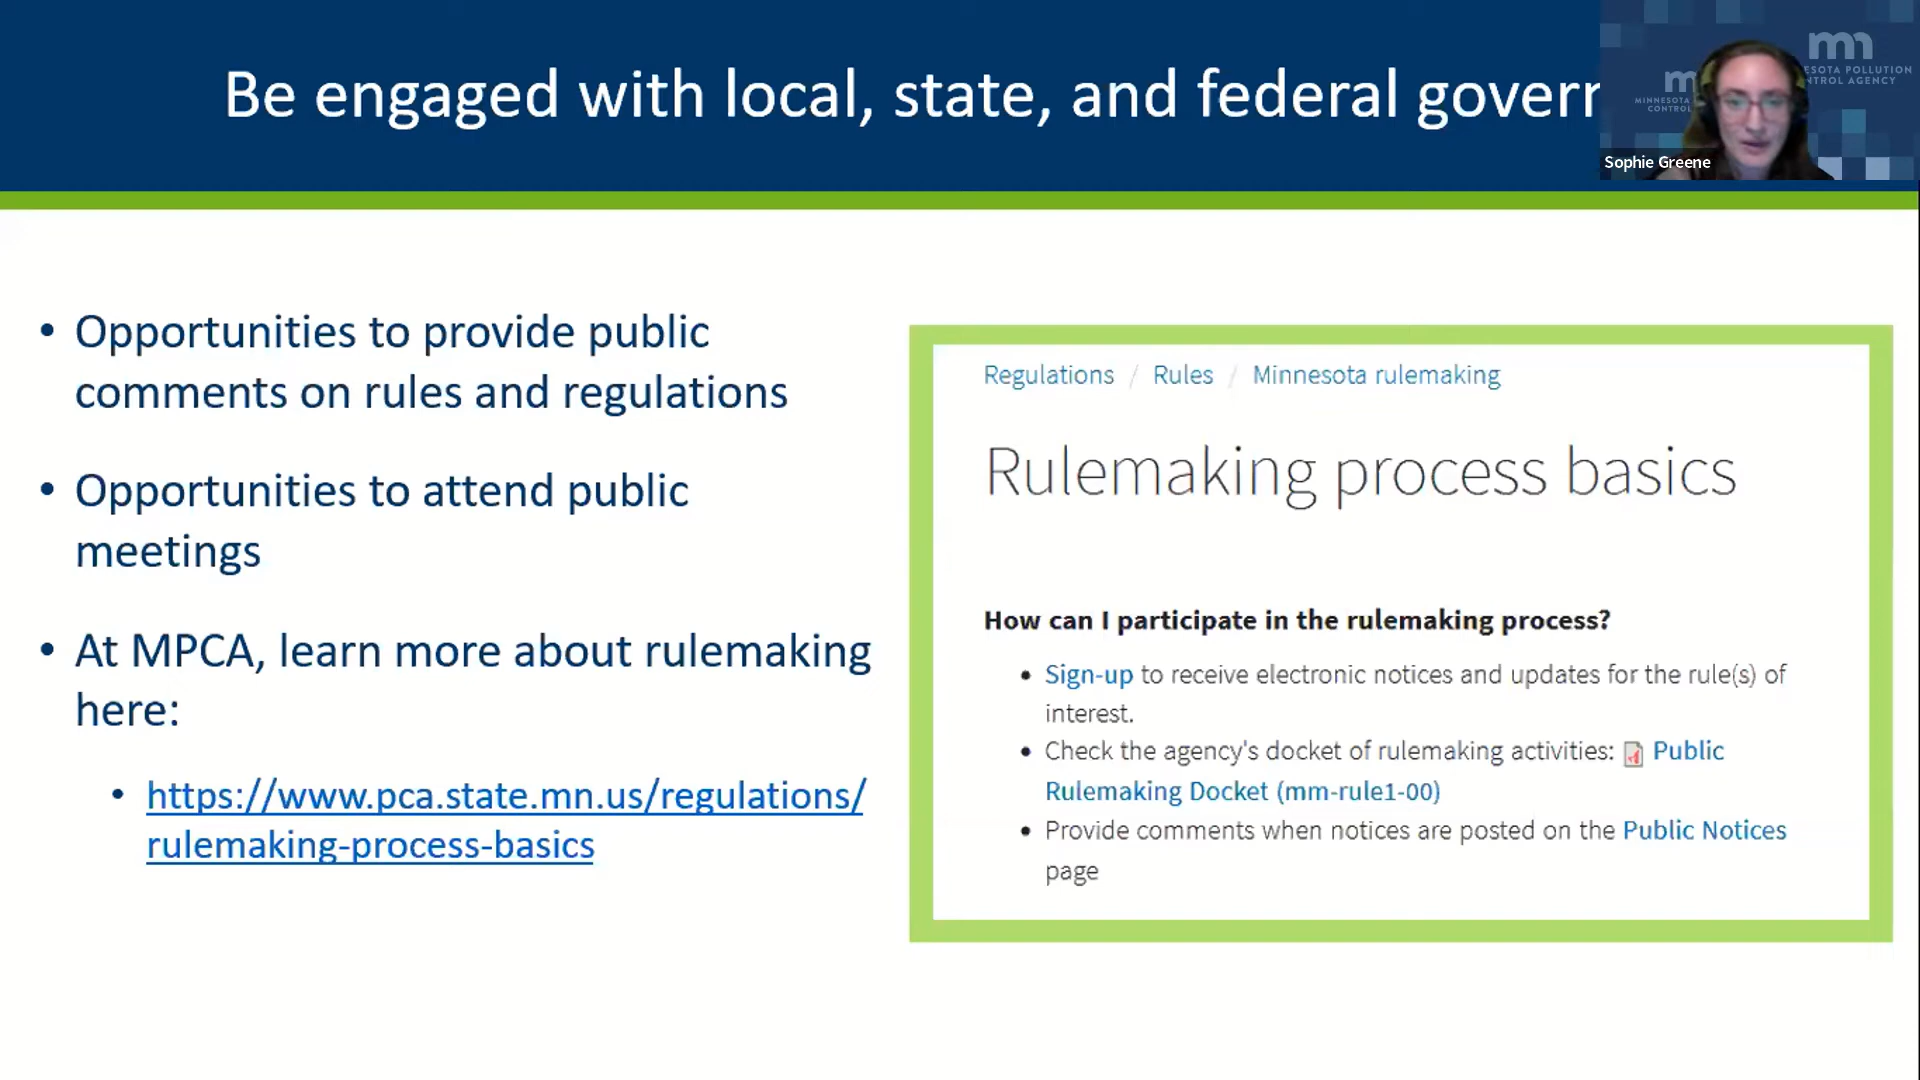 Be engaged with local, state, and federal govern
Sophie Greene
• Opportunities to provide public
comments on rules and regulations
• Opportunities to attend public
meetings
• At MPCA, learn more about rulemaking
here:
• https://www.pca.state.mn.us/regulations/
rulemaking-process-basics
Regulations / Rules / Minnesota rulemaking
Rulemaking process basics
How can I participate in the rulemaking process?
• Sign-up to receive electronic notices and updates for the rule(s) of
interest.
• Check the agency's docket of rulemaking activities: Public
Rulemaking Docket (mm-rule1-00)
• Provide comments when notices are posted on the Public Notices
page